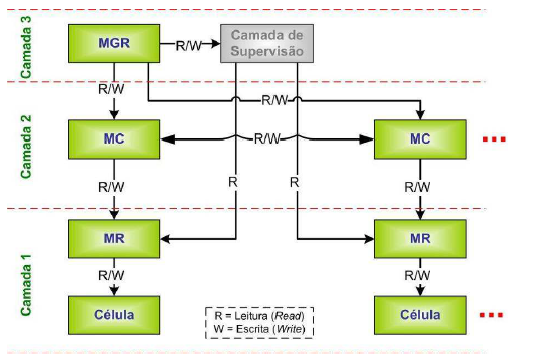 Camada 3
MGR
R/W
Camada de
Supervisão
R/W
R/W
Camada 2
MC
R/W
MC
R/W
R
R
R/W
Camada 1
MR
MR
R/W
R/W
Célula
R = Leitura (Read)
W = Escrita (Write)
Célula